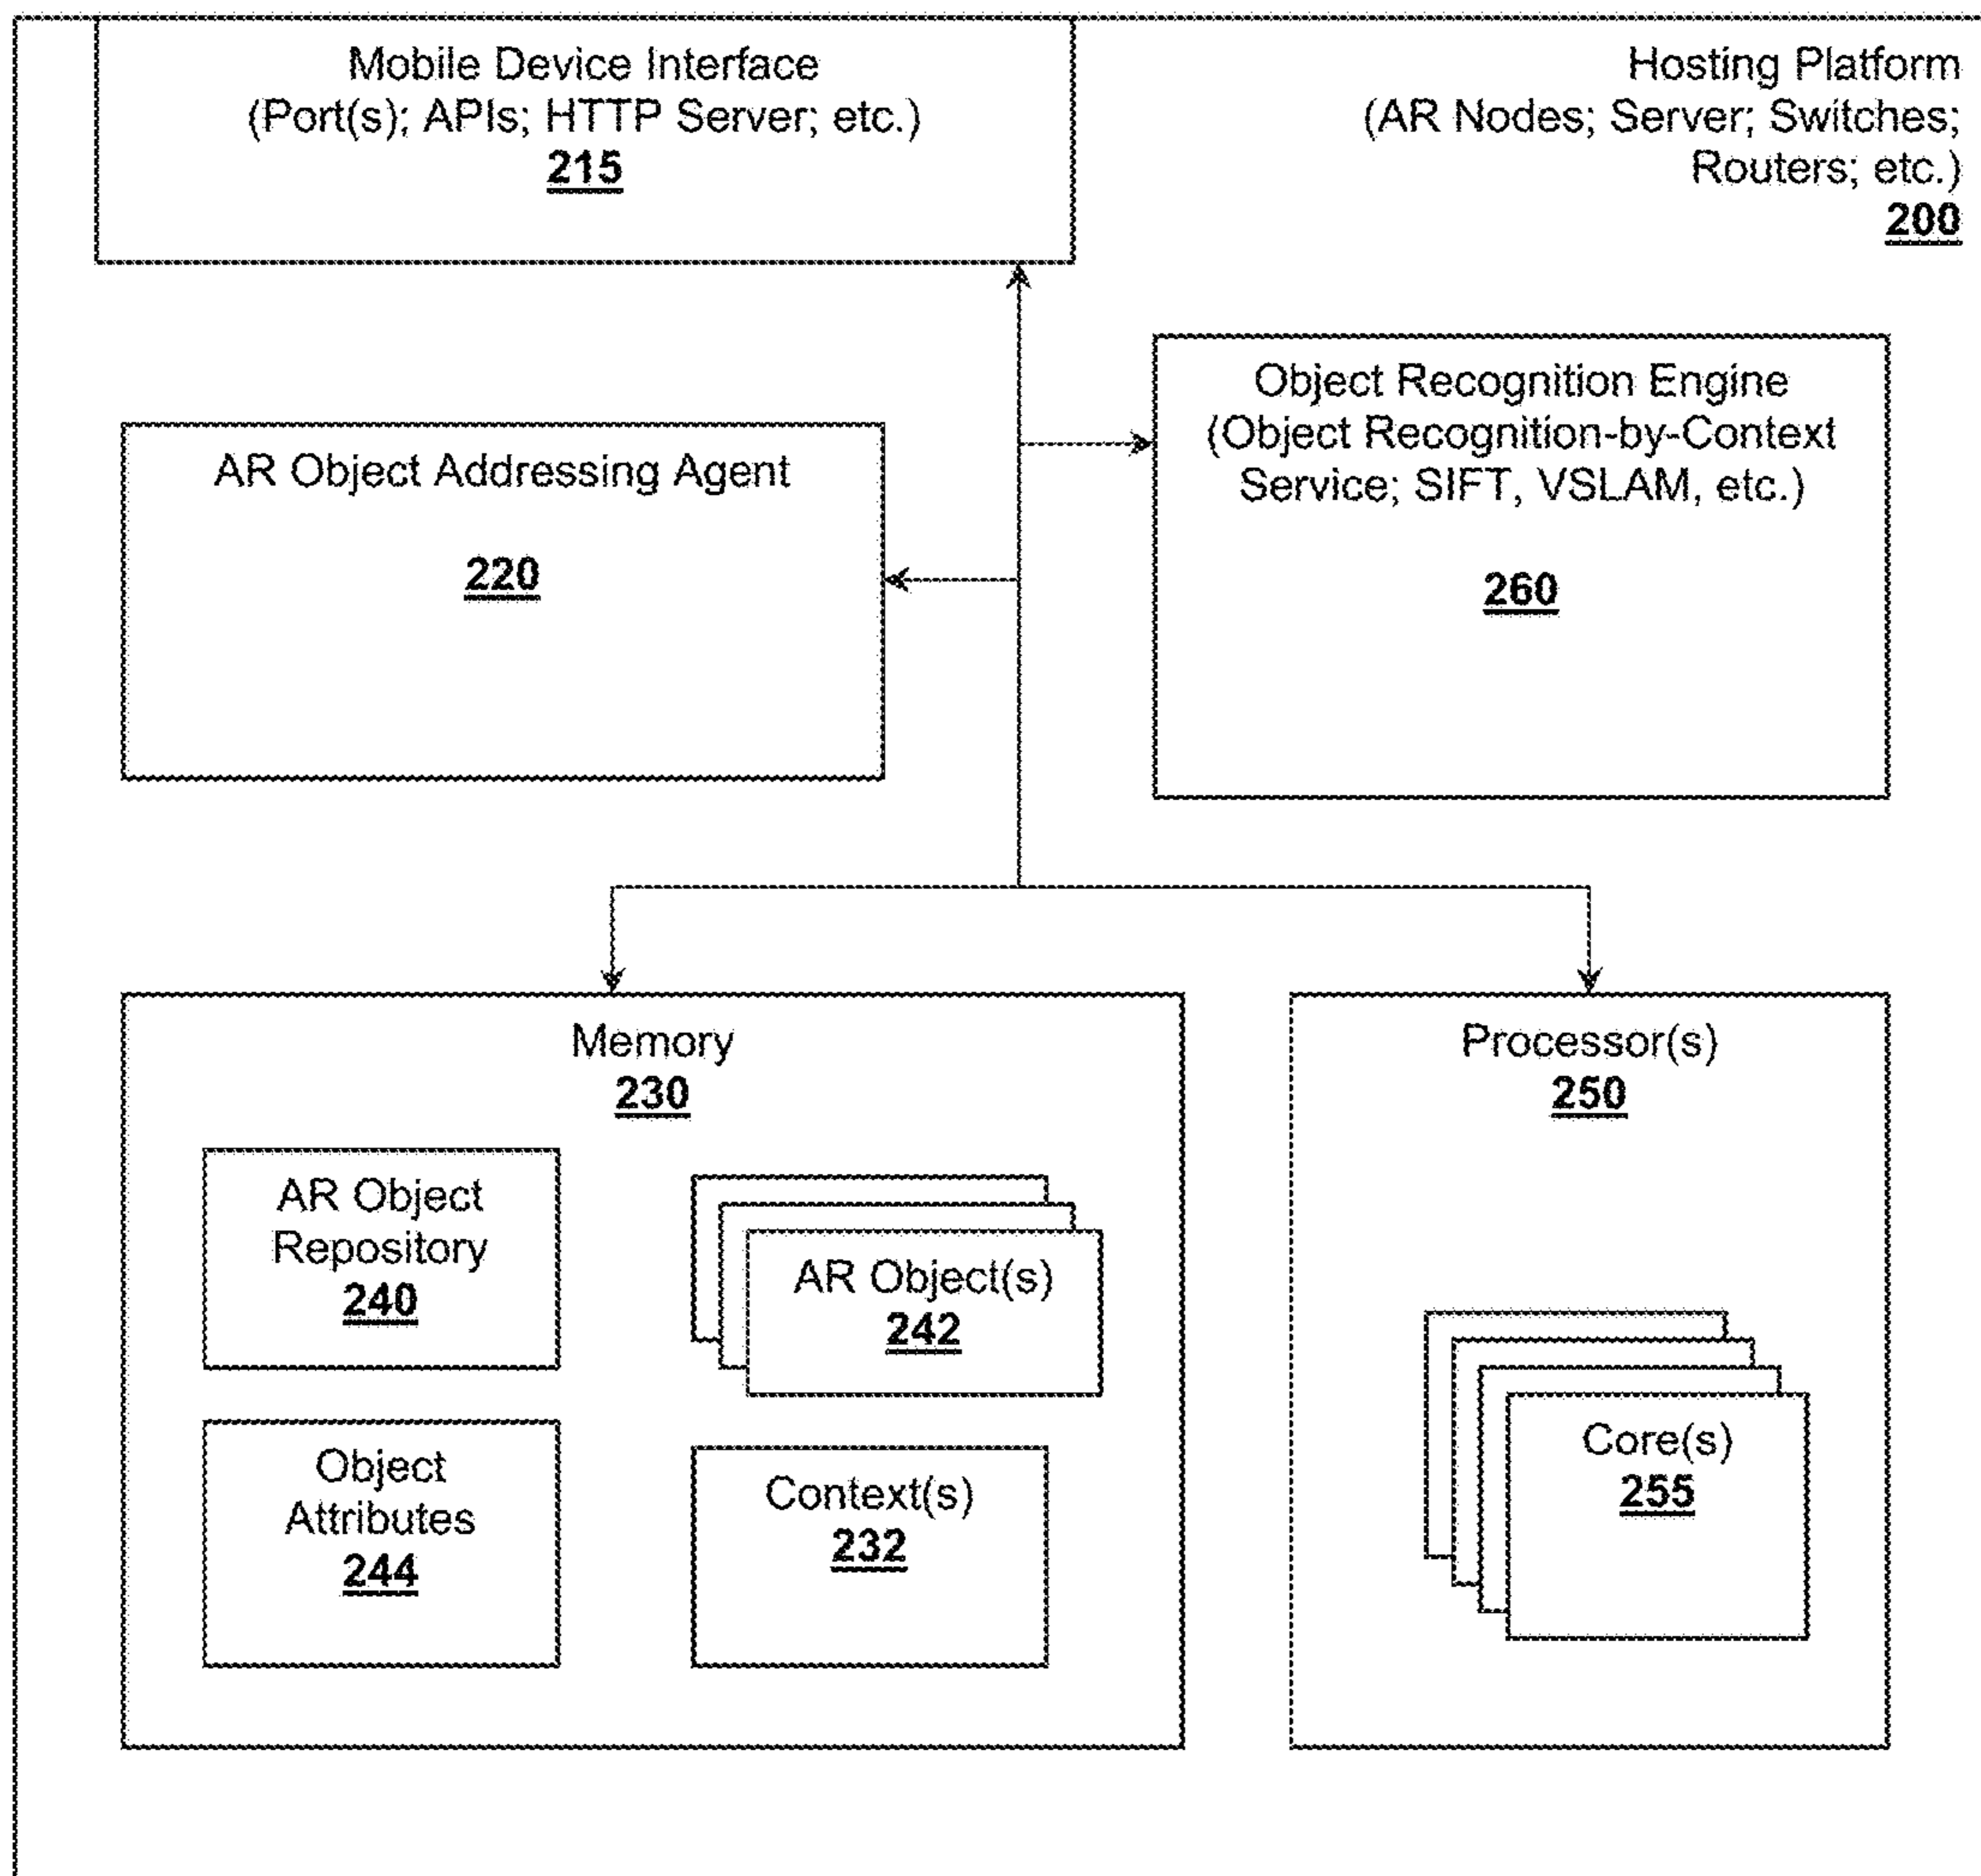 Mobile Device Interface
(Port(s); APIs; HTTP Server; etc.)
215
Hosting Platform
(AR Nodes; Server; Switches;
Routers; etc.)
200
Object Recognition Engine
(Object Recognition-by-Context
Service; SIFT, VSLAM, etc.)
260
AR Object Addressing Agent
220
Memory
230
AR Object
Repository
240
AR Object(s)
242
Object
Attributes
244
Context(s)
232
Processor(s)
250
Core(s)
255